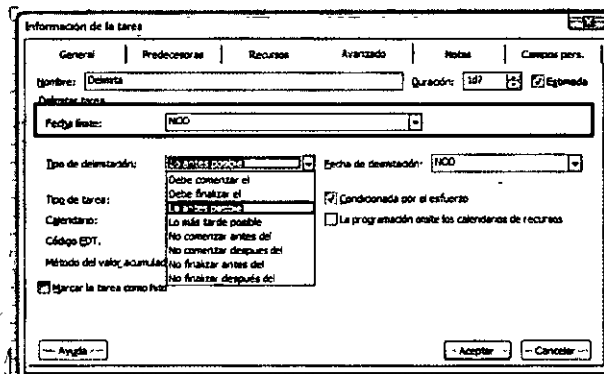 Información de la tarea
General Predecesoras Recursos Avanzado Notas Campos pers.
Nombre: Delimita Duración: 1d? Estimada
Delimitar tarea
Fecha límite: NOD
Tipo de delimitación: Lo antes posible Fecha de delimitación: NOD
Debe comenzar el
Debe finalizar el
Tipo de tarea: Lo antes posible Condicionada por el esfuerzo
Calendario: Lo más tarde posible La programación omite los calendarios de recursos
No comenzar antes del
Código EDT. No comenzar despues del
Método del valor acumulad No finalizar antes del
No finalizar después del
Marcar la tarea como hito
Ayuda Aceptar Cancelar